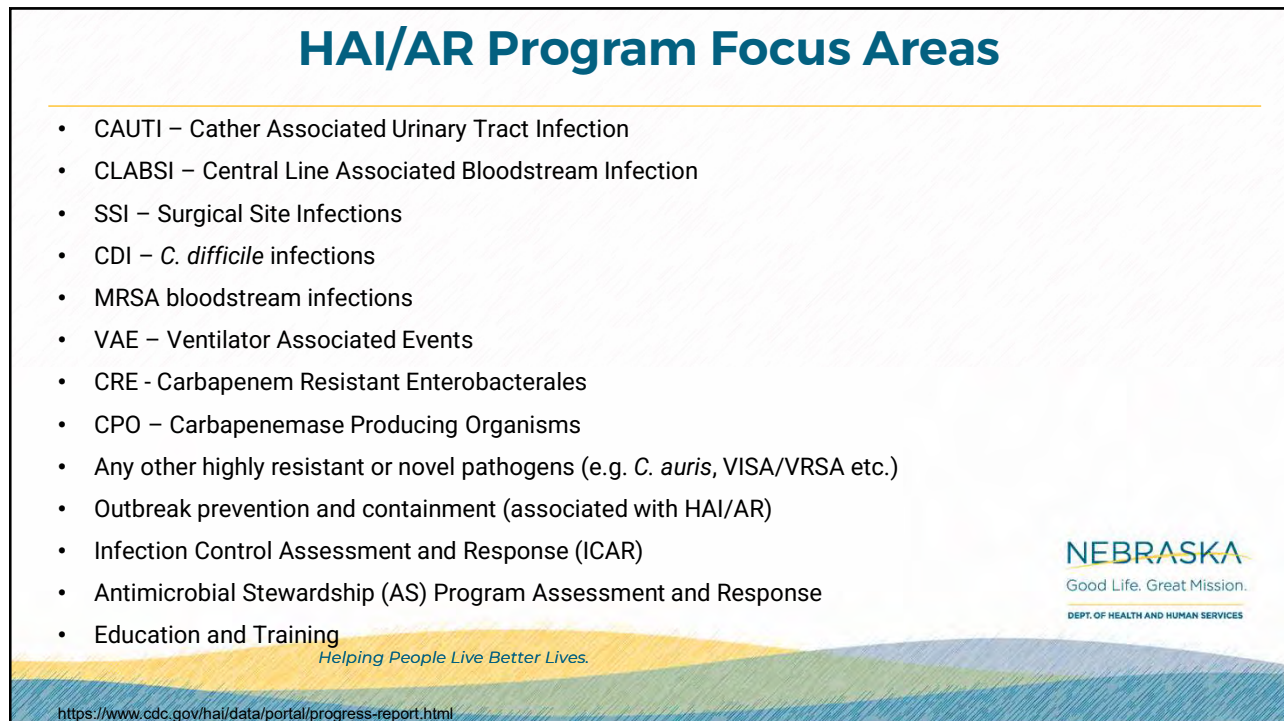 HAI/AR Program Focus Areas
• CAUTI – Cather Associated Urinary Tract Infection
• CLABSI – Central Line Associated Bloodstream Infection
• SSI – Surgical Site Infections
• CDI – C. difficile infections
• MRSA bloodstream infections
• VAE – Ventilator Associated Events
• CRE - Carbapenem Resistant Enterobacterales
• CPO – Carbapenemase Producing Organisms
• Any other highly resistant or novel pathogens (e.g. C. auris, VISA/VRSA etc.)
• Outbreak prevention and containment (associated with HAI/AR)
• Infection Control Assessment and Response (ICAR)
• Antimicrobial Stewardship (AS) Program Assessment and Response
• Education and Training
NEBRASKA
Good Life. Great Mission.
DEPT. OF HEALTH AND HUMAN SERVICES
Helping People Live Better Lives.
https://www.cdc.gov/hai/data/portal/progress-report.html